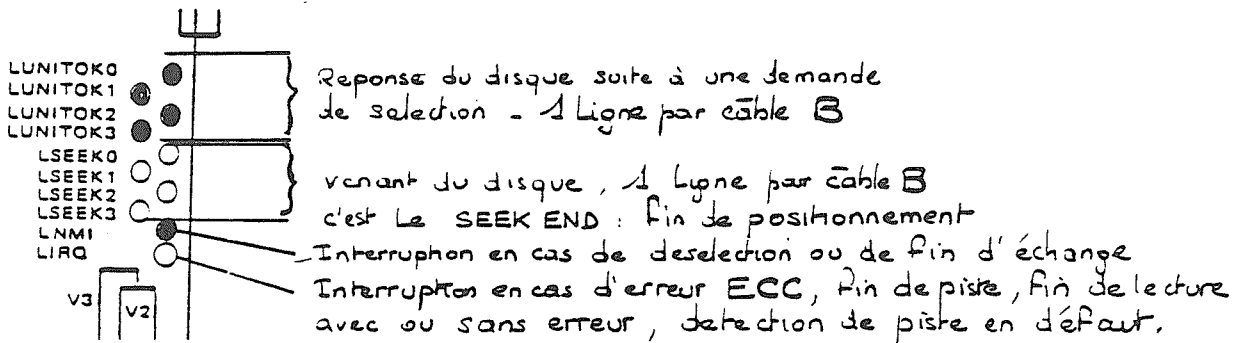 LUNITOK0
LUNITOK1
LUNITOK2
LUNITOK3
Reponse du disque suite à une demande
de selection - 1 Ligne par câble B
LSEEK0
LSEEK1
LSEEK2
LSEEK3
venant du disque, 1 Ligne par câble B
c'est Le SEEK END : fin de positionnement
LNMI
Interruption en cas de deselection ou de fin d'échange
LIRQ
Interruption en cas d'erreur ECC, fin de piste, fin de lecture
avec ou sans erreur, detection de piste en défaut.
V3
V2